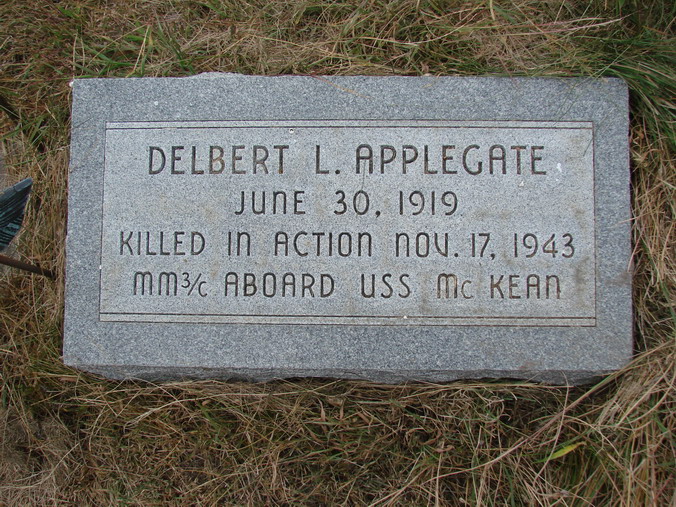 DELBERT L. APPLEGATE
JUNE 30, 1919
KILLED IN ACTION NOV. 17, 1943
MM3/C ABOARD USS MC KEAN